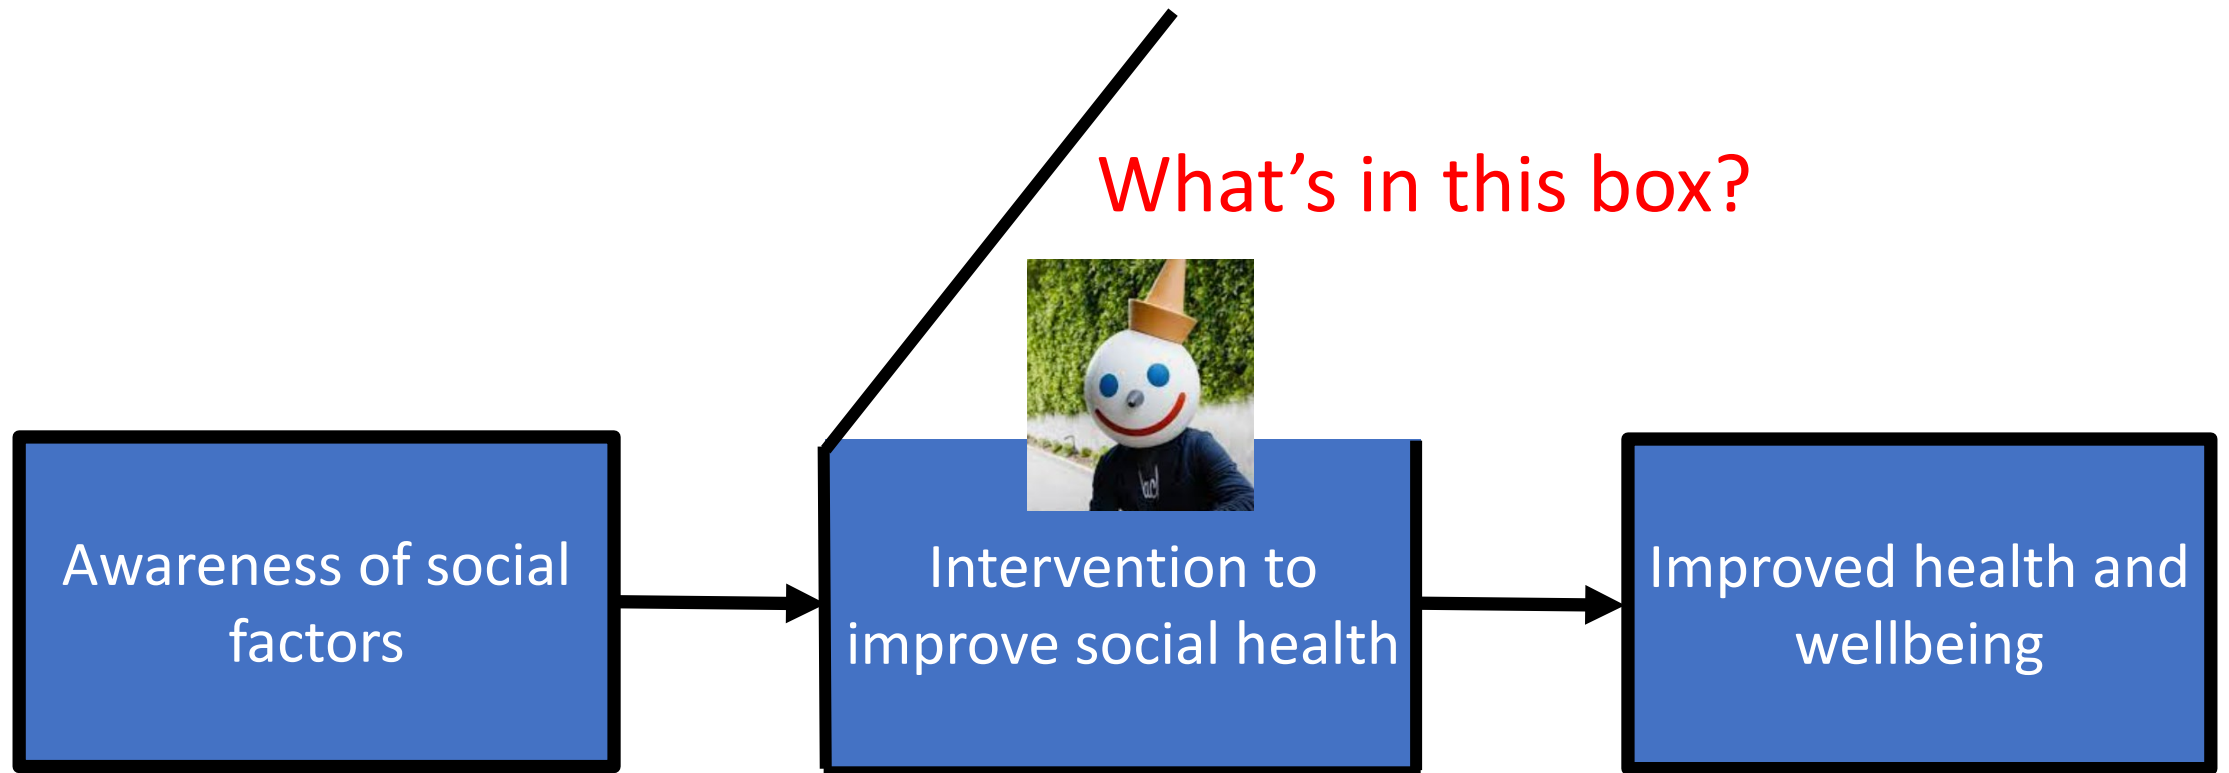 What’s in this box?
Awareness of social
factors
Intervention to
improve social health
Improved health and
wellbeing